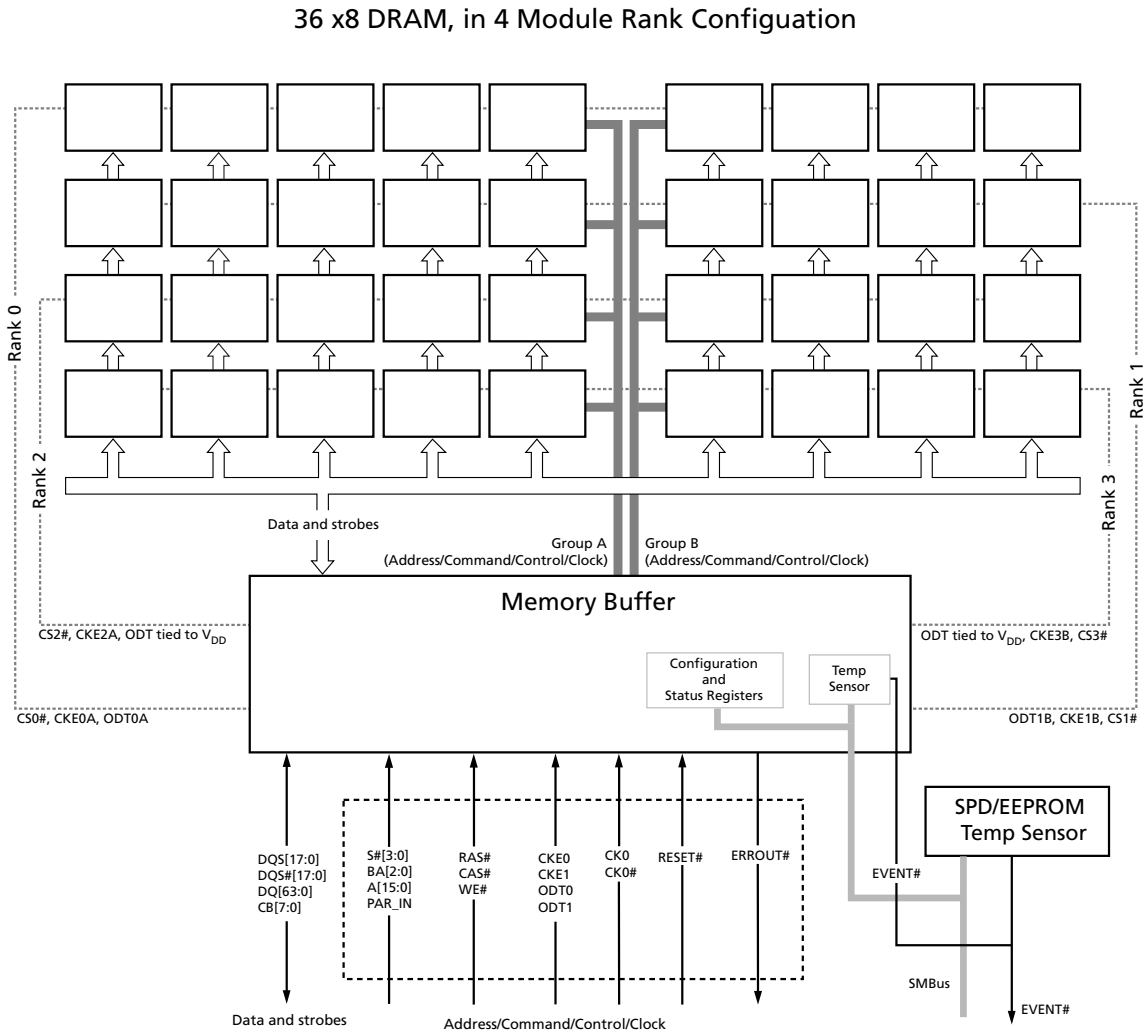 36 x8 DRAM, in 4 Module Rank Configuation
Rank 0
Rank 2
Rank 1
Rank 3
Data and strobes
Group A
(Address/Command/Control/Clock)
Group B
(Address/Command/Control/Clock)
Memory Buffer
CS2#, CKE2A, ODT tied to VDD
ODT tied to VDD, CKE3B, CS3#
Configuration
and
Status Registers
Temp
Sensor
CS0#, CKE0A, ODT0A
ODT1B, CKE1B, CS1#
SPD/EEPROM
Temp Sensor
DQS[17:0]
DQS#[17:0]
DQ[63:0]
CB[7:0]
S#[3:0]
BA[2:0]
A[15:0]
PAR_IN
RAS#
CAS#
WE#
CKE0
CKE1
ODT0
ODT1
CK0
CK0#
RESET#
ERROUT#
EVENT#
SMBus
EVENT#
Data and strobes
Address/Command/Control/Clock